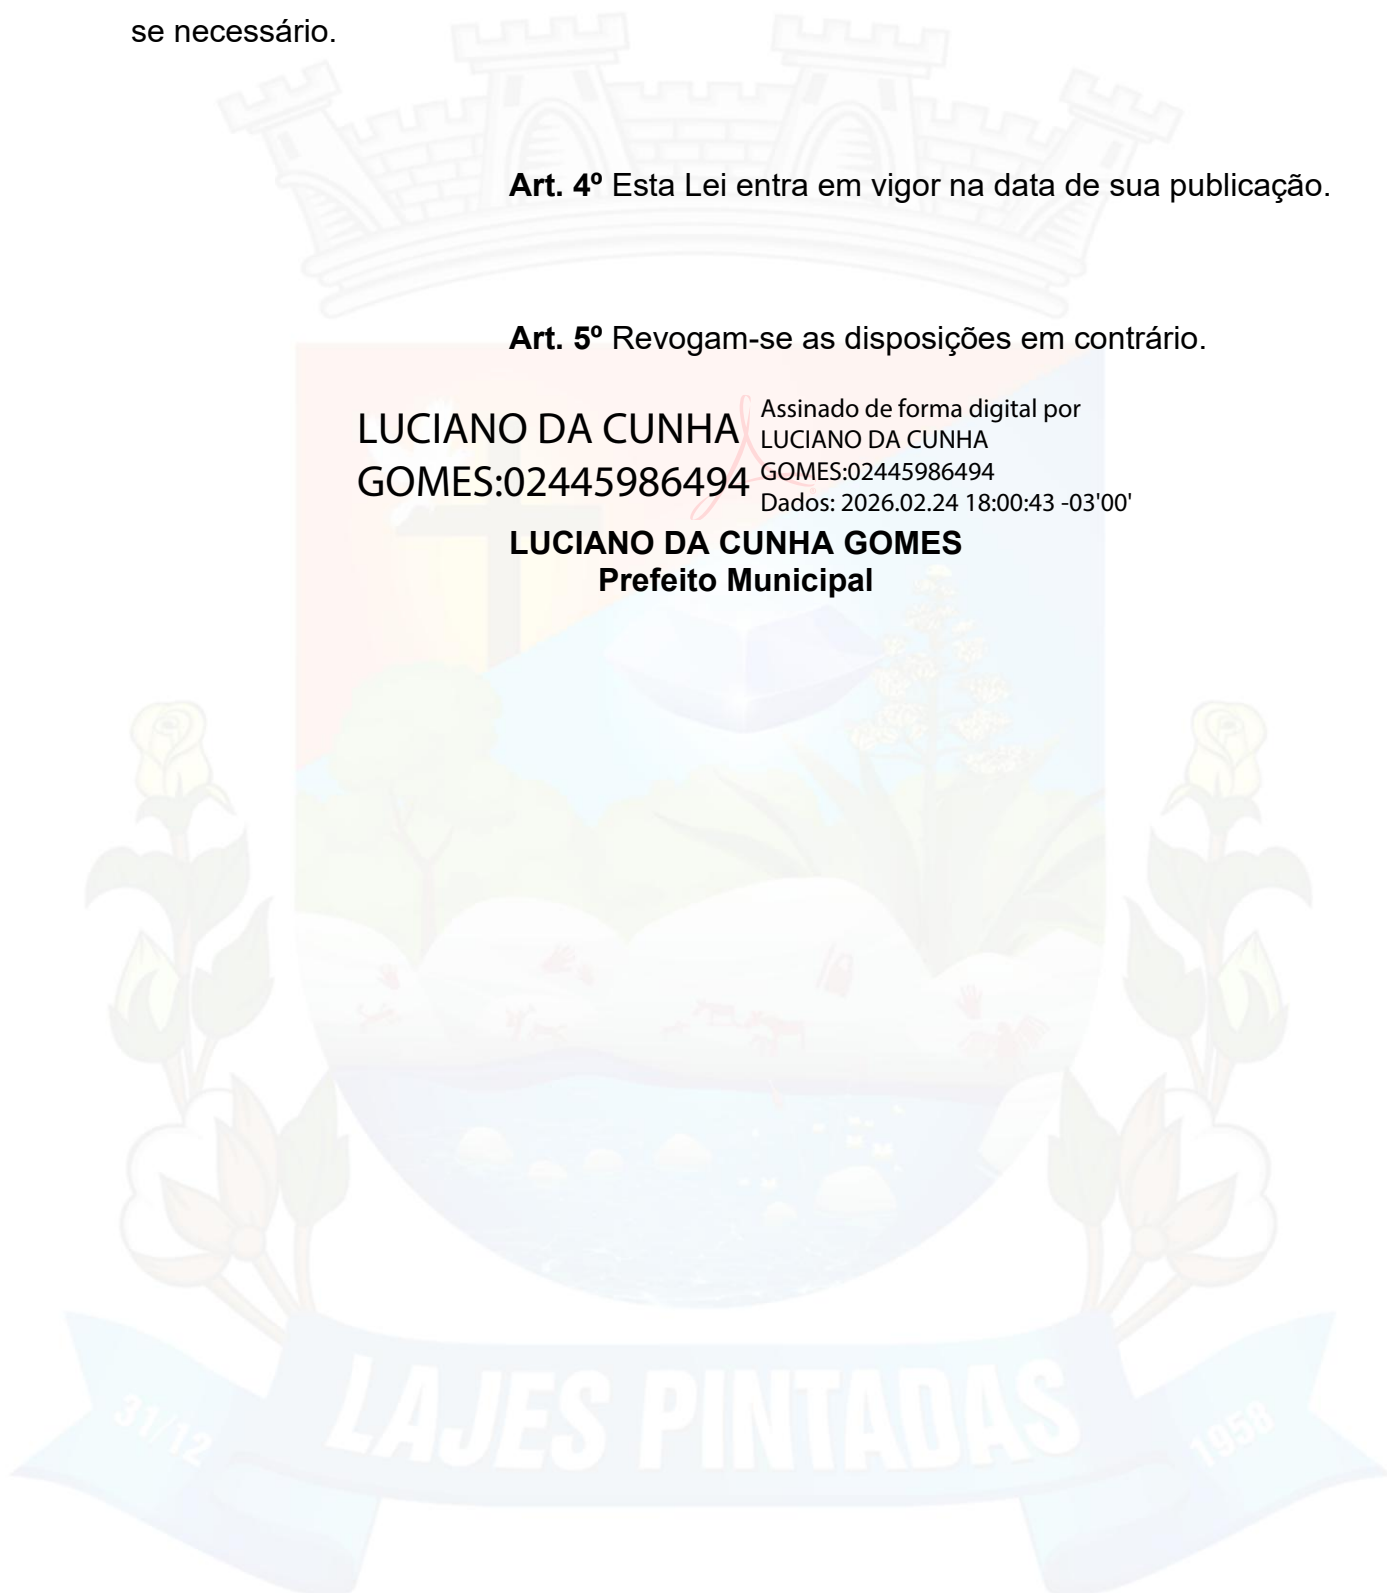 se necessário.
Art. 4º Esta Lei entra em vigor na data de sua publicação.
Art. 5º Revogam-se as disposições em contrário.
LUCIANO DA CUNHA
GOMES:02445986494
Assinado de forma digital por
LUCIANO DA CUNHA
GOMES:02445986494
Dados: 2026.02.24 18:00:43 -03'00'
LUCIANO DA CUNHA GOMES
Prefeito Municipal
31/12
LAJES PINTADAS
1958